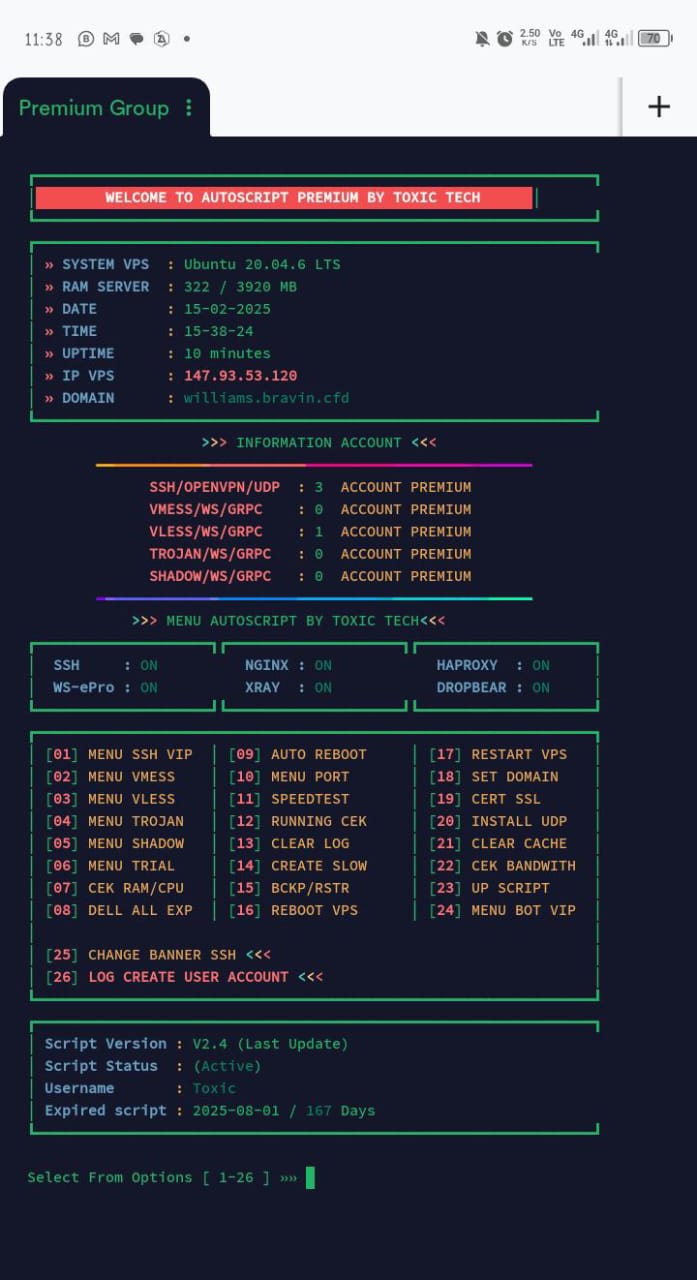 11:38
2.50 K/S Vo LTE 4G 4G 70
Premium Group
WELCOME TO AUTOSCRIPT PREMIUM BY TOXIC TECH
» SYSTEM VPS : Ubuntu 20.04.6 LTS
» RAM SERVER : 322 / 3920 MB
» DATE : 15-02-2025
» TIME : 15-38-24
» UPTIME : 10 minutes
» IP VPS : 147.93.53.120
» DOMAIN : williams.bravin.cfd
>>> INFORMATION ACCOUNT <<<
SSH/OPENVPN/UDP : 3 ACCOUNT PREMIUM
VMESS/WS/GRPC : 0 ACCOUNT PREMIUM
VLESS/WS/GRPC : 1 ACCOUNT PREMIUM
TROJAN/WS/GRPC : 0 ACCOUNT PREMIUM
SHADOW/WS/GRPC : 0 ACCOUNT PREMIUM
>>> MENU AUTOSCRIPT BY TOXIC TECH<<<
SSH : ON NGINX : ON HAPROXY : ON
WS-ePro : ON XRAY : ON DROPBEAR : ON
[01] MENU SSH VIP | [09] AUTO REBOOT | [17] RESTART VPS
[02] MENU VMESS | [10] MENU PORT | [18] SET DOMAIN
[03] MENU VLESS | [11] SPEEDTEST | [19] CERT SSL
[04] MENU TROJAN | [12] RUNNING CEK | [20] INSTALL UDP
[05] MENU SHADOW | [13] CLEAR LOG | [21] CLEAR CACHE
[06] MENU TRIAL | [14] CREATE SLOW | [22] CEK BANDWITH
[07] CEK RAM/CPU | [15] BCKP/RSTR | [23] UP SCRIPT
[08] DELL ALL EXP | [16] REBOOT VPS | [24] MENU BOT VIP
[25] CHANGE BANNER SSH <<<
[26] LOG CREATE USER ACCOUNT <<<
Script Version : V2.4 (Last Update)
Script Status : (Active)
Username : Toxic
Expired script : 2025-08-01 / 167 Days
Select From Options [ 1-26 ] »»